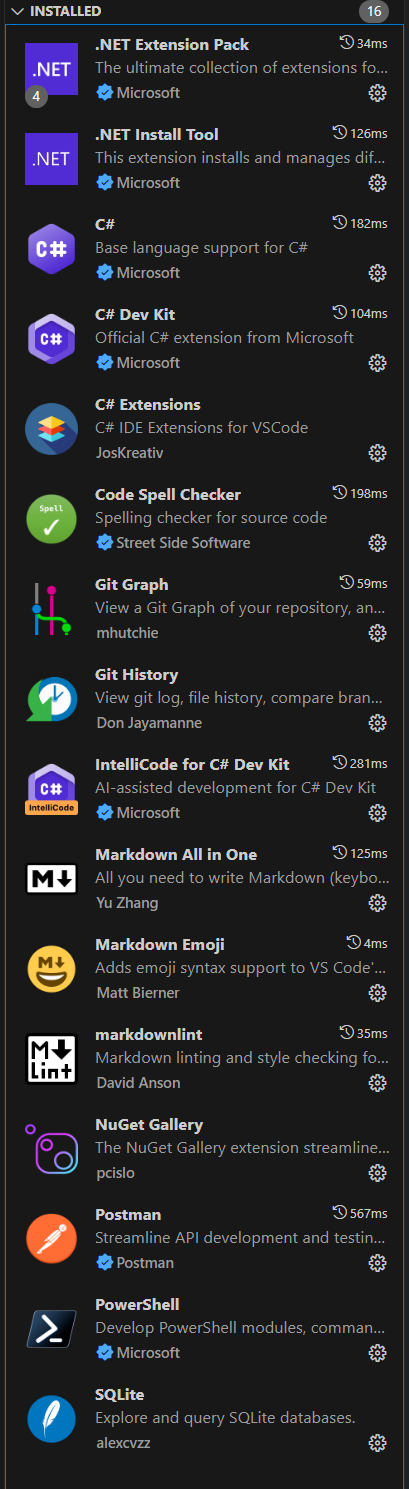 INSTALLED 16
.NET Extension Pack 34ms
The ultimate collection of extensions fo...
.NET
4
Microsoft
.NET Install Tool 126ms
This extension installs and manages dif...
.NET
Microsoft
C# 182ms
Base language support for C#
C#
Microsoft
C# Dev Kit 104ms
Official C# extension from Microsoft
C#
Microsoft
C# Extensions
C# IDE Extensions for VSCode
JosKreativ
Code Spell Checker 198ms
Spell
Spelling checker for source code
Street Side Software
Git Graph 59ms
View a Git Graph of your repository, an...
mhutchie
Git History
View git log, file history, compare bran...
Don Jayamanne
IntelliCode for C# Dev Kit 281ms
C#
AI-assisted development for C# Dev Kit
IntelliCode
Microsoft
Markdown All in One 125ms
M
All you need to write Markdown (keybo...
Yu Zhang
Markdown Emoji 4ms
M
Adds emoji syntax support to VS Code'...
Matt Bierner
markdownlint 35ms
M
Markdown linting and style checking fo...
Lint
David Anson
NuGet Gallery
The NuGet Gallery extension streamline...
pcislo
Postman 567ms
Streamline API development and testin...
Postman
PowerShell
Develop PowerShell modules, comman...
Microsoft
SQLite
Explore and query SQLite databases.
alexcvzz